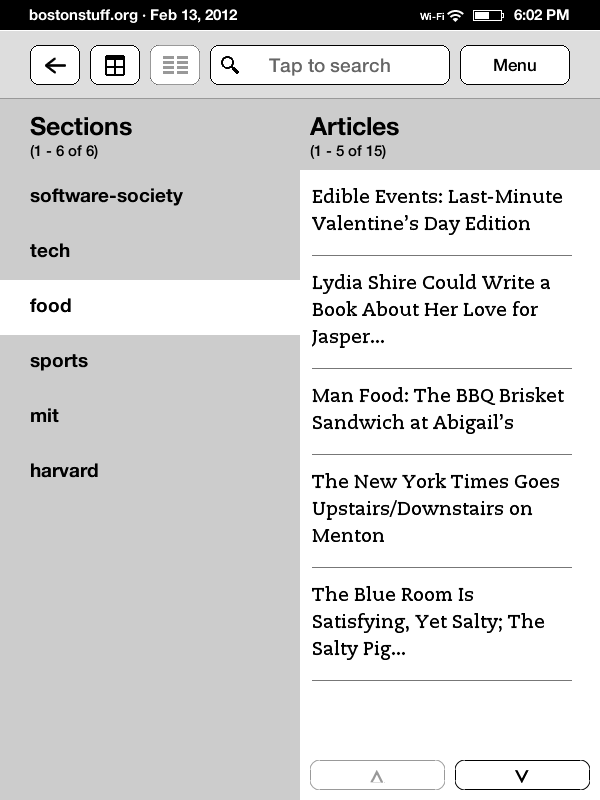 bostonstuff.org · Feb 13, 2012
Wi-Fi 6:02 PM
Tap to search
Menu
Sections
(1 - 6 of 6)
software-society
tech
food
sports
mit
harvard
Articles
(1 - 5 of 15)
Edible Events: Last-Minute
Valentine’s Day Edition
Lydia Shire Could Write a
Book About Her Love for
Jasper...
Man Food: The BBQ Brisket
Sandwich at Abigail’s
The New York Times Goes
Upstairs/Downstairs on
Menton
The Blue Room Is
Satisfying, Yet Salty; The
Salty Pig...